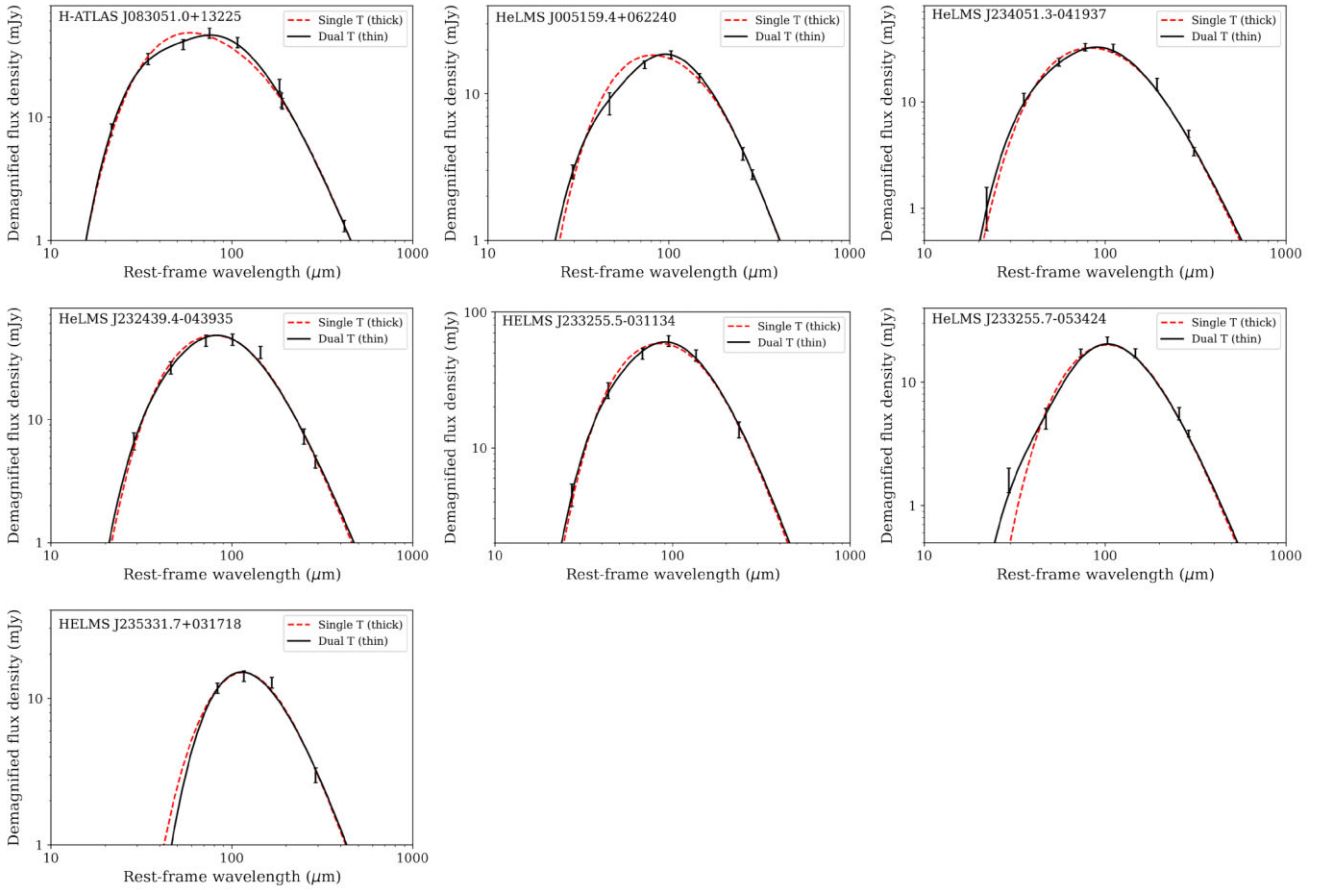 H-ATLAS J083051.0+13225
Single T (thick)
Dual T (thin)
Demagnified flux density (mJy)
10
1
10
100
1000
Rest-frame wavelength (μm)
HeLMS J005159.4+062240
Single T (thick)
Dual T (thin)
Demagnified flux density (mJy)
10
1
10
100
1000
Rest-frame wavelength (μm)
HeLMS J234051.3-041937
Single T (thick)
Dual T (thin)
Demagnified flux density (mJy)
10
1
10
100
1000
Rest-frame wavelength (μm)
HeLMS J232439.4-043935
Single T (thick)
Dual T (thin)
Demagnified flux density (mJy)
10
1
10
100
1000
Rest-frame wavelength (μm)
HELMS J233255.5-031134
Single T (thick)
Dual T (thin)
Demagnified flux density (mJy)
100
10
10
100
1000
Rest-frame wavelength (μm)
HeLMS J233255.7-053424
Single T (thick)
Dual T (thin)
Demagnified flux density (mJy)
10
1
10
100
1000
Rest-frame wavelength (μm)
HELMS J235331.7+031718
Single T (thick)
Dual T (thin)
Demagnified flux density (mJy)
10
1
10
100
1000
Rest-frame wavelength (μm)